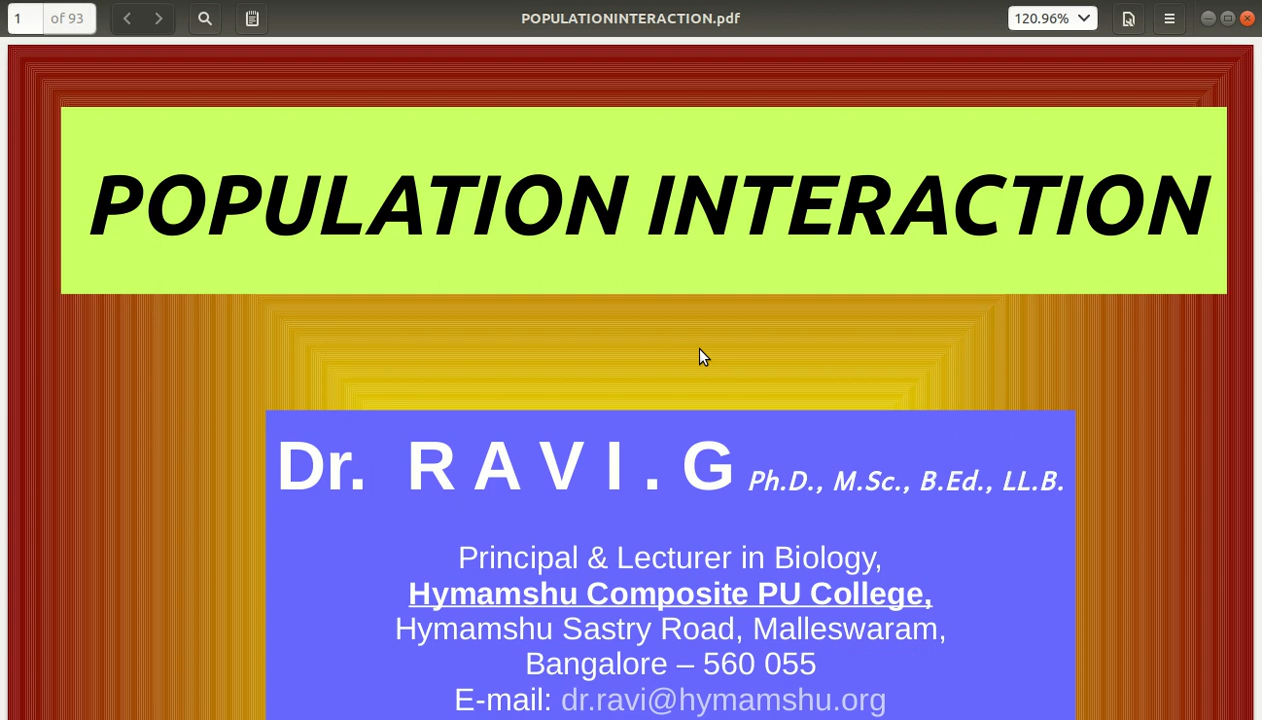 1 of 93 POPULATIONINTERACTION.pdf 120.96%
POPULATION INTERACTION
Dr. R A V I . G Ph.D., M.Sc., B.Ed., LL.B.
Principal & Lecturer in Biology,
Hymamshu Composite PU College,
Hymamshu Sastry Road, Malleswaram,
Bangalore – 560 055
E-mail: dr.ravi@hymamshu.org